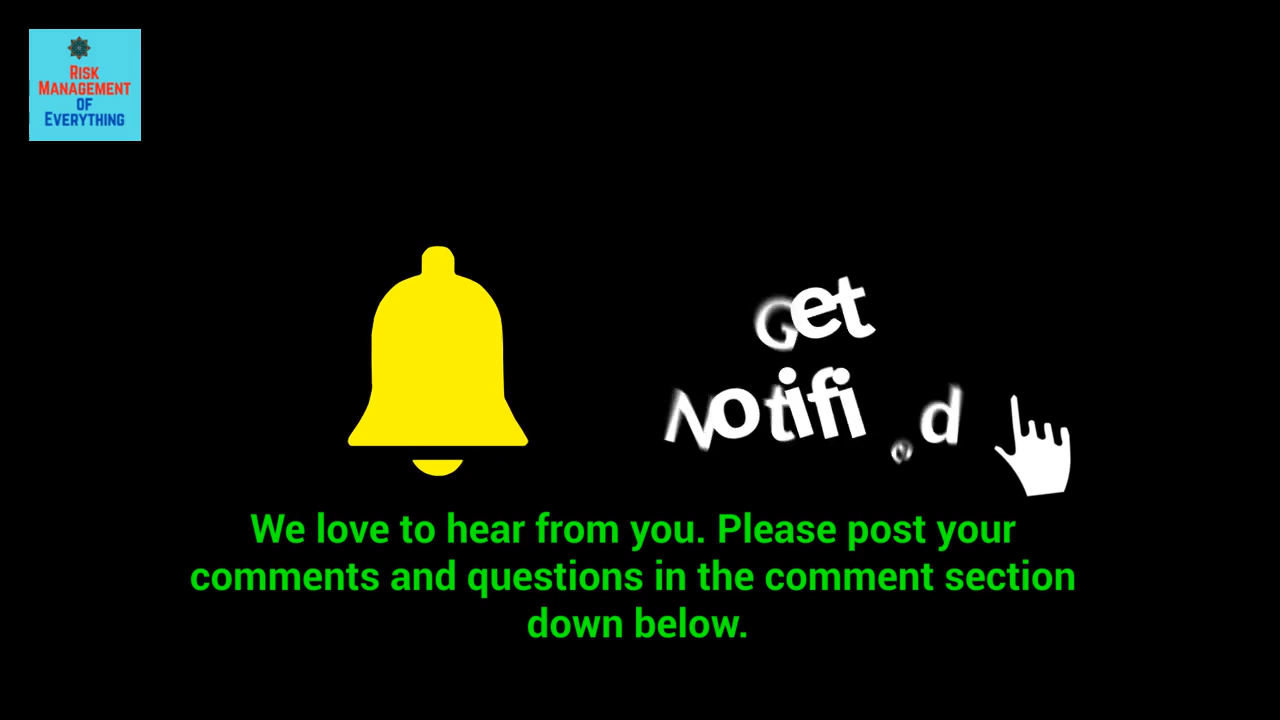 RISK
MANAGEMENT
OF
EVERYTHING
Get
Notified
We love to hear from you. Please post your
comments and questions in the comment section
down below.